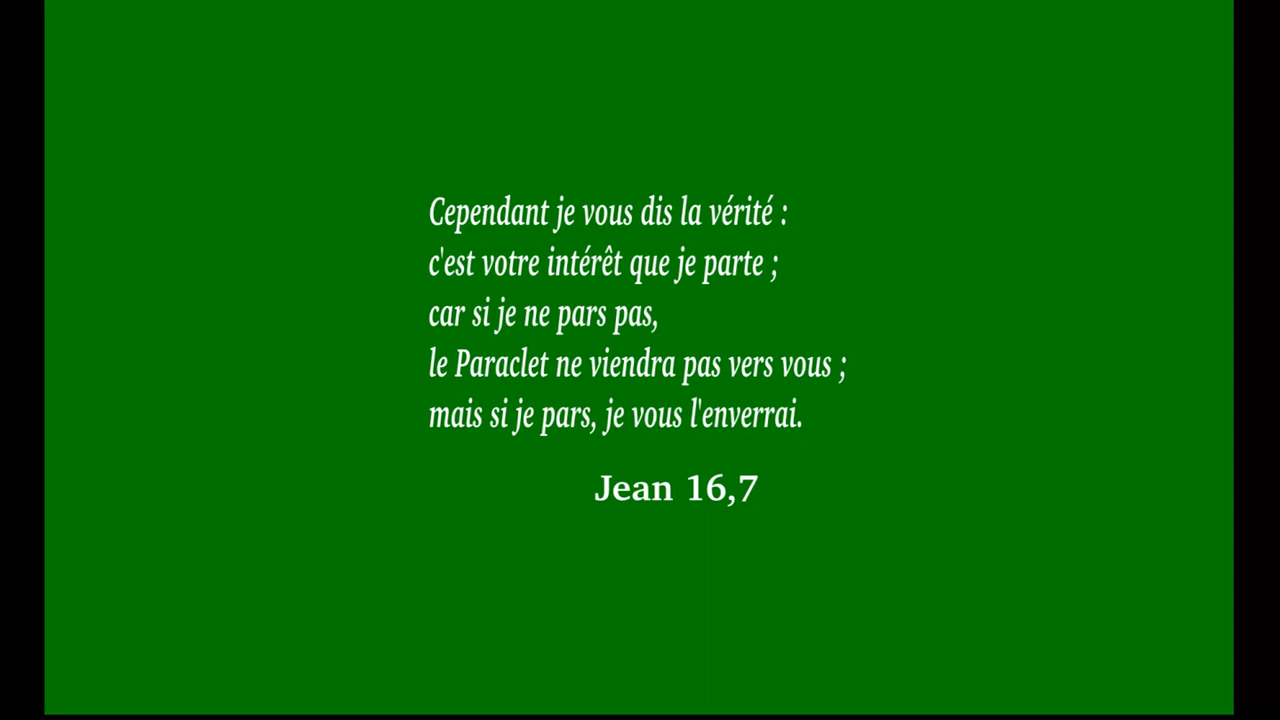 Cependant je vous dis la vérité :
c'est votre intérêt que je parte ;
car si je ne pars pas,
le Paraclet ne viendra pas vers vous ;
mais si je pars, je vous l'enverrai.
Jean 16,7